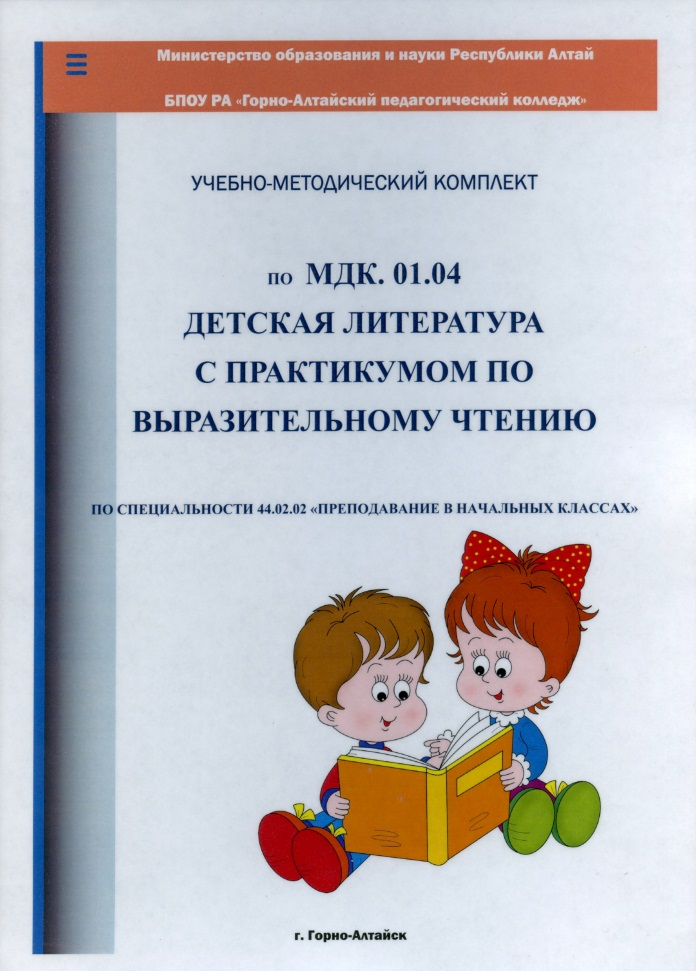 Министерство образования и науки Республики Алтай
БПОУ РА «Горно-Алтайский педагогический колледж»
УЧЕБНО-МЕТОДИЧЕСКИЙ КОМПЛЕКТ
по МДК. 01.04
ДЕТСКАЯ ЛИТЕРАТУРА
С ПРАКТИКУМОМ ПО
ВЫРАЗИТЕЛЬНОМУ ЧТЕНИЮ
ПО СПЕЦИАЛЬНОСТИ 44.02.02 «ПРЕПОДАВАНИЕ В НАЧАЛЬНЫХ КЛАССАХ»
г. Горно-Алтайск